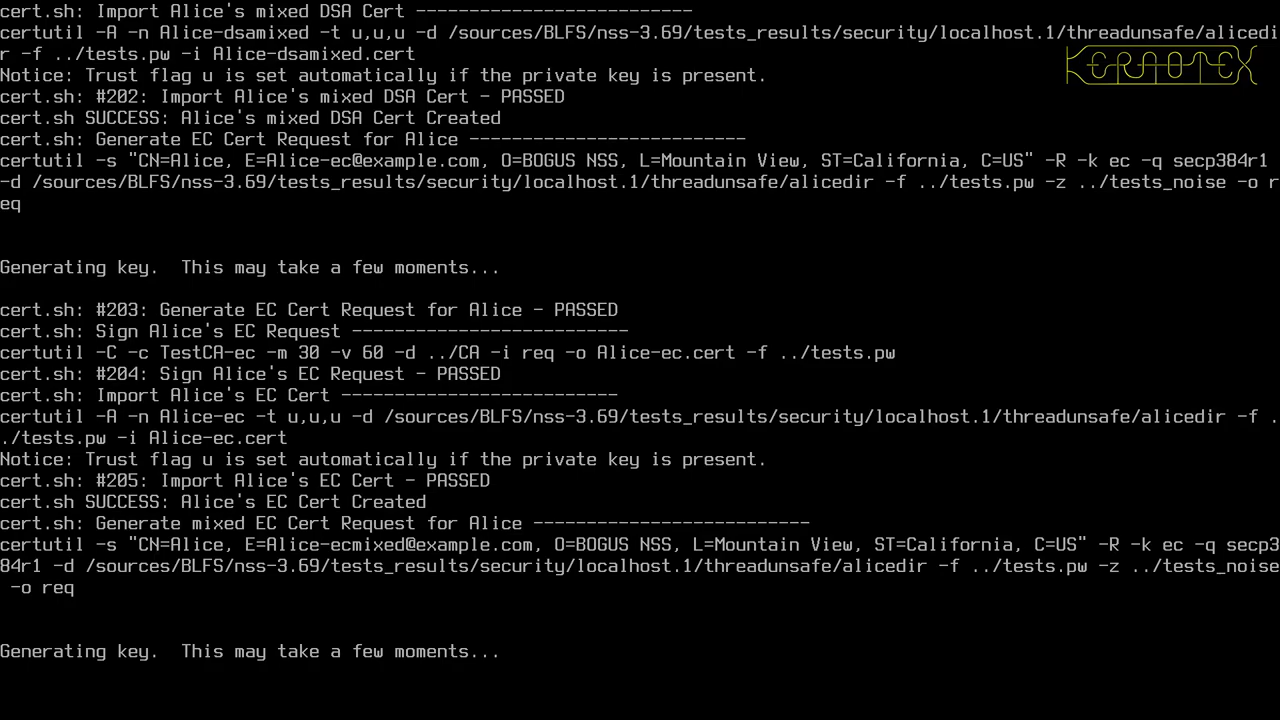 cert.sh: Import Alice's mixed DSA Cert --------------------------
certutil -A -n Alice-dsamixed -t u,u,u -d /sources/BLFS/nss-3.69/tests_results/security/localhost.1/threadunsafe/alicedi
r -f ../tests.pw -i Alice-dsamixed.cert
KERNOTEX
Notice: Trust flag u is set automatically if the private key is present.
cert.sh: #202: Import Alice's mixed DSA Cert - PASSED
cert.sh SUCCESS: Alice's mixed DSA Cert Created
cert.sh: Generate EC Cert Request for Alice --------------------------
certutil -s "CN=Alice, E=Alice-ec@example.com, O=BOGUS NSS, L=Mountain View, ST=California, C=US" -R -k ec -q secp384r1
-d /sources/BLFS/nss-3.69/tests_results/security/localhost.1/threadunsafe/alicedir -f ../tests.pw -z ../tests_noise -o r
eq
Generating key.  This may take a few moments...
cert.sh: #203: Generate EC Cert Request for Alice - PASSED
cert.sh: Sign Alice's EC Request --------------------------
certutil -C -c TestCA-ec -m 30 -v 60 -d ../CA -i req -o Alice-ec.cert -f ../tests.pw
cert.sh: #204: Sign Alice's EC Request - PASSED
cert.sh: Import Alice's EC Cert --------------------------
certutil -A -n Alice-ec -t u,u,u -d /sources/BLFS/nss-3.69/tests_results/security/localhost.1/threadunsafe/alicedir -f .
./tests.pw -i Alice-ec.cert
Notice: Trust flag u is set automatically if the private key is present.
cert.sh: #205: Import Alice's EC Cert - PASSED
cert.sh SUCCESS: Alice's EC Cert Created
cert.sh: Generate mixed EC Cert Request for Alice --------------------------
certutil -s "CN=Alice, E=Alice-ecmixed@example.com, O=BOGUS NSS, L=Mountain View, ST=California, C=US" -R -k ec -q secp3
84r1 -d /sources/BLFS/nss-3.69/tests_results/security/localhost.1/threadunsafe/alicedir -f ../tests.pw -z ../tests_noise
 -o req
Generating key.  This may take a few moments...